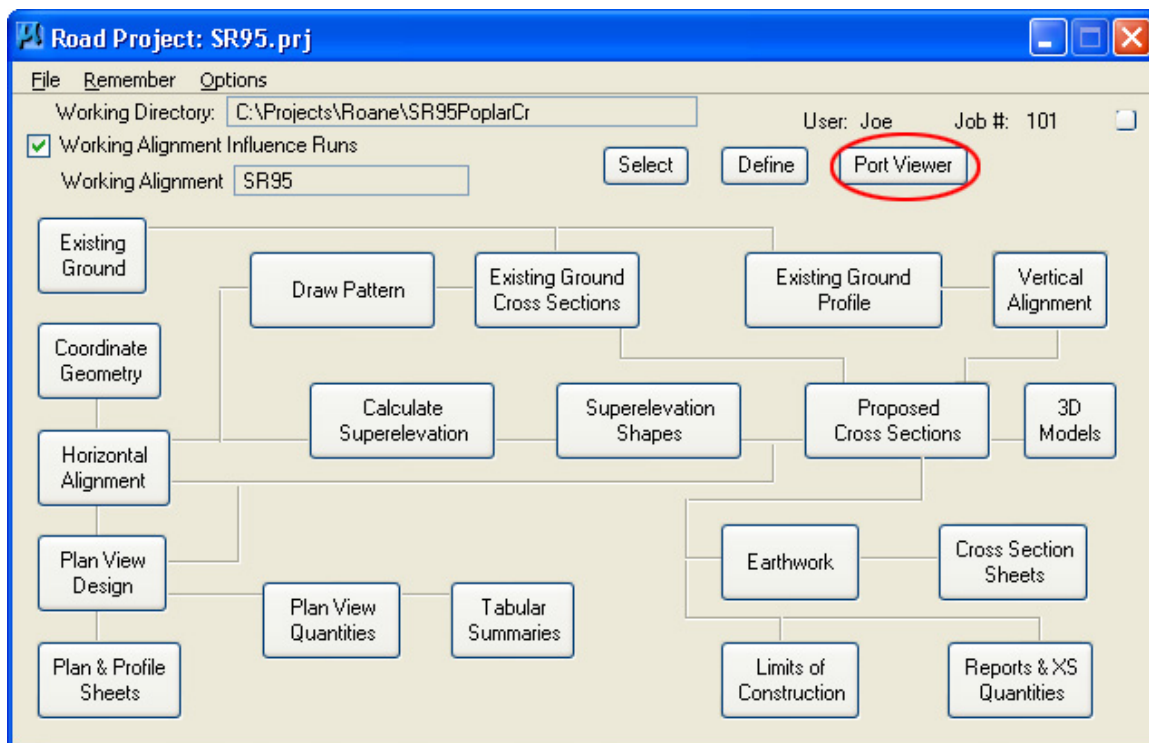 Road Project: SR95.prj
File Remember Options
Working Directory: C:\Projects\Roane\SR95PoplarCr
User: Joe Job #: 101
Working Alignment Influence Runs
Select Define Port Viewer
Working Alignment SR95
Existing
Ground
Draw Pattern
Existing Ground
Cross Sections
Existing Ground
Profile
Vertical
Alignment
Coordinate
Geometry
Calculate
Superelevation
Superelevation
Shapes
Proposed
Cross Sections
3D
Models
Horizontal
Alignment
Plan View
Design
Earthwork
Cross Section
Sheets
Plan View
Quantities
Tabular
Summaries
Plan & Profile
Sheets
Limits of
Construction
Reports & XS
Quantities